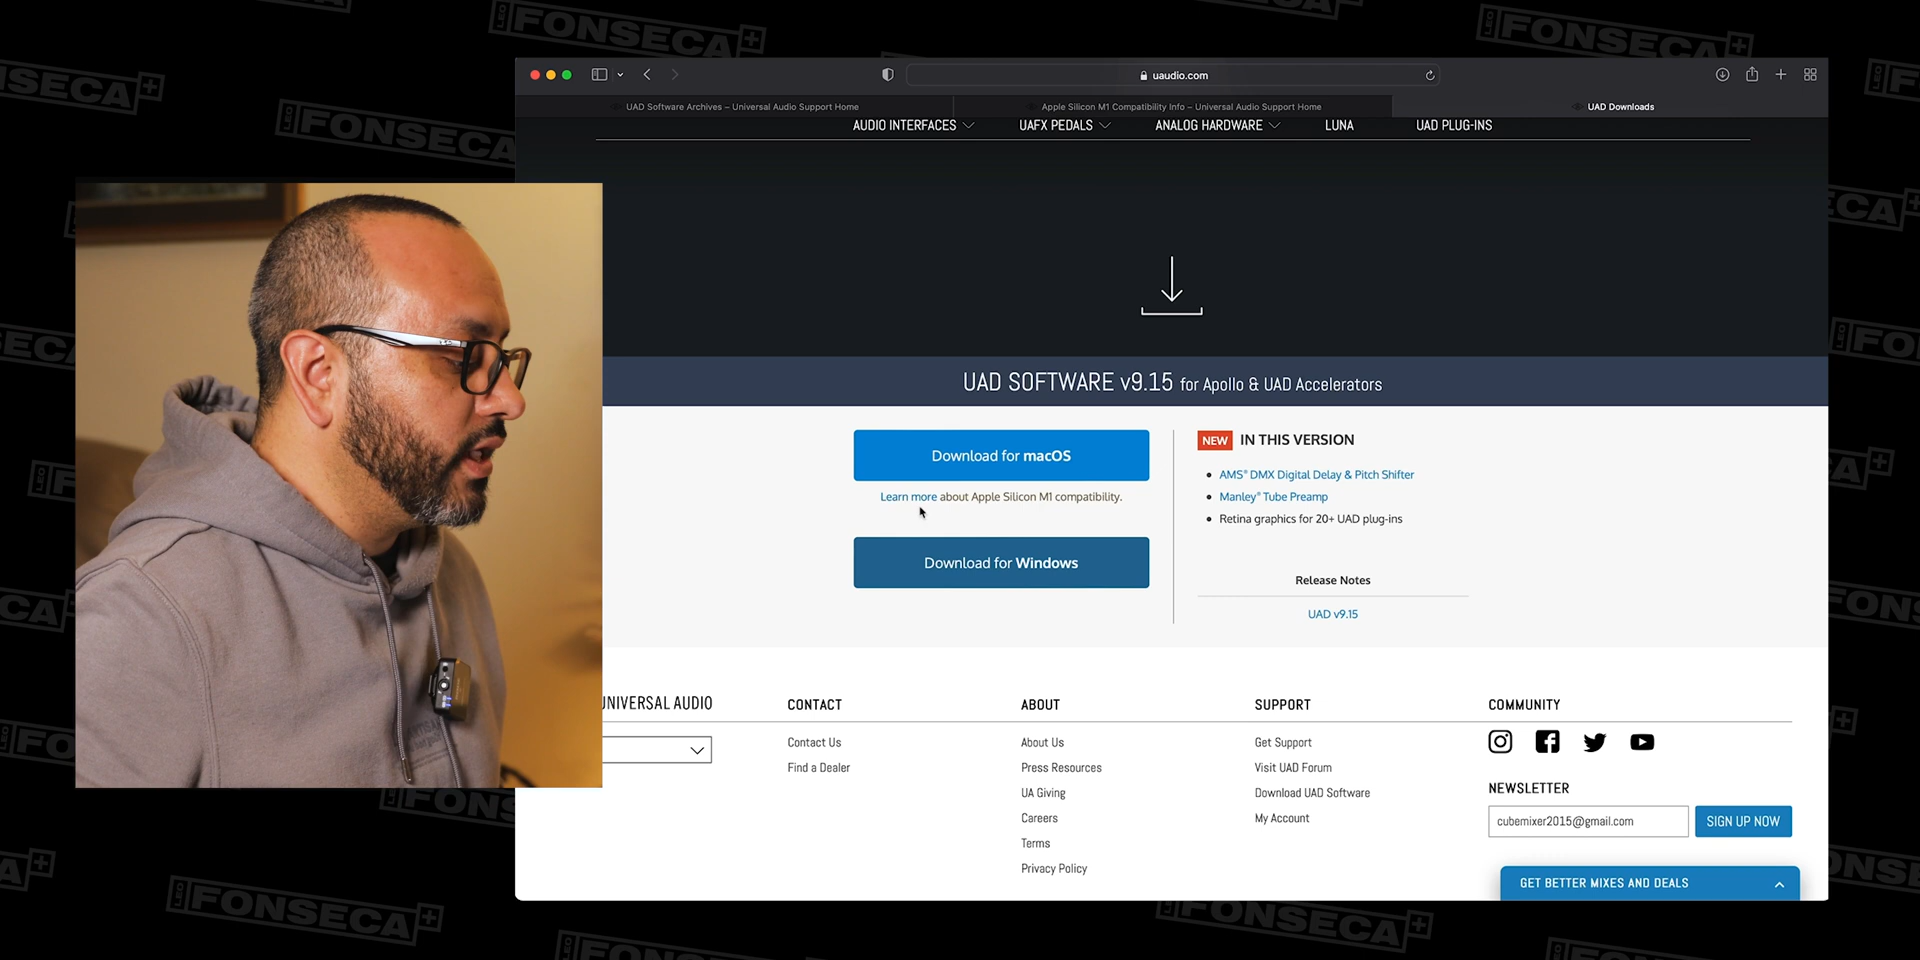 LEO FONSECA+
uaudio.com
UAD Software Archives – Universal Audio Support Home
Apple Silicon M1 Compatibility Info – Universal Audio Support Home
UAD Downloads
AUDIO INTERFACES
UAFX PEDALS
ANALOG HARDWARE
LUNA
UAD PLUG-INS
UAD SOFTWARE v9.15 for Apollo & UAD Accelerators
Download for macOS
Learn more about Apple Silicon M1 compatibility.
Download for Windows
NEW IN THIS VERSION
AMS® DMX Digital Delay & Pitch Shifter
Manley® Tube Preamp
Retina graphics for 20+ UAD plug-ins
Release Notes
UAD v9.15
UNIVERSAL AUDIO
CONTACT
Contact Us
Find a Dealer
ABOUT
About Us
Press Resources
UA Giving
Careers
Terms
Privacy Policy
SUPPORT
Get Support
Visit UAD Forum
Download UAD Software
My Account
COMMUNITY
NEWSLETTER
cubemixer2015@gmail.com
SIGN UP NOW
GET BETTER MIXES AND DEALS